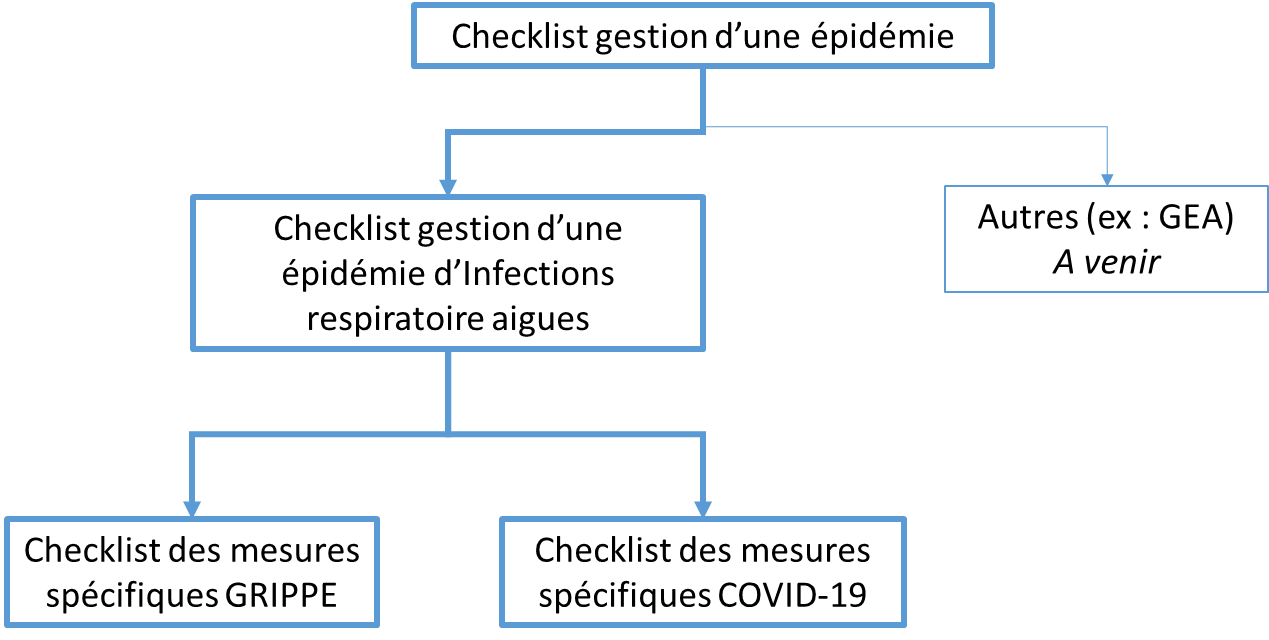 Checklist gestion d’une épidémie
Autres (ex : GEA)
A venir
Checklist gestion d’une
épidémie d’Infections
respiratoire aigues
Checklist des mesures
spécifiques GRIPPE
Checklist des mesures
spécifiques COVID-19